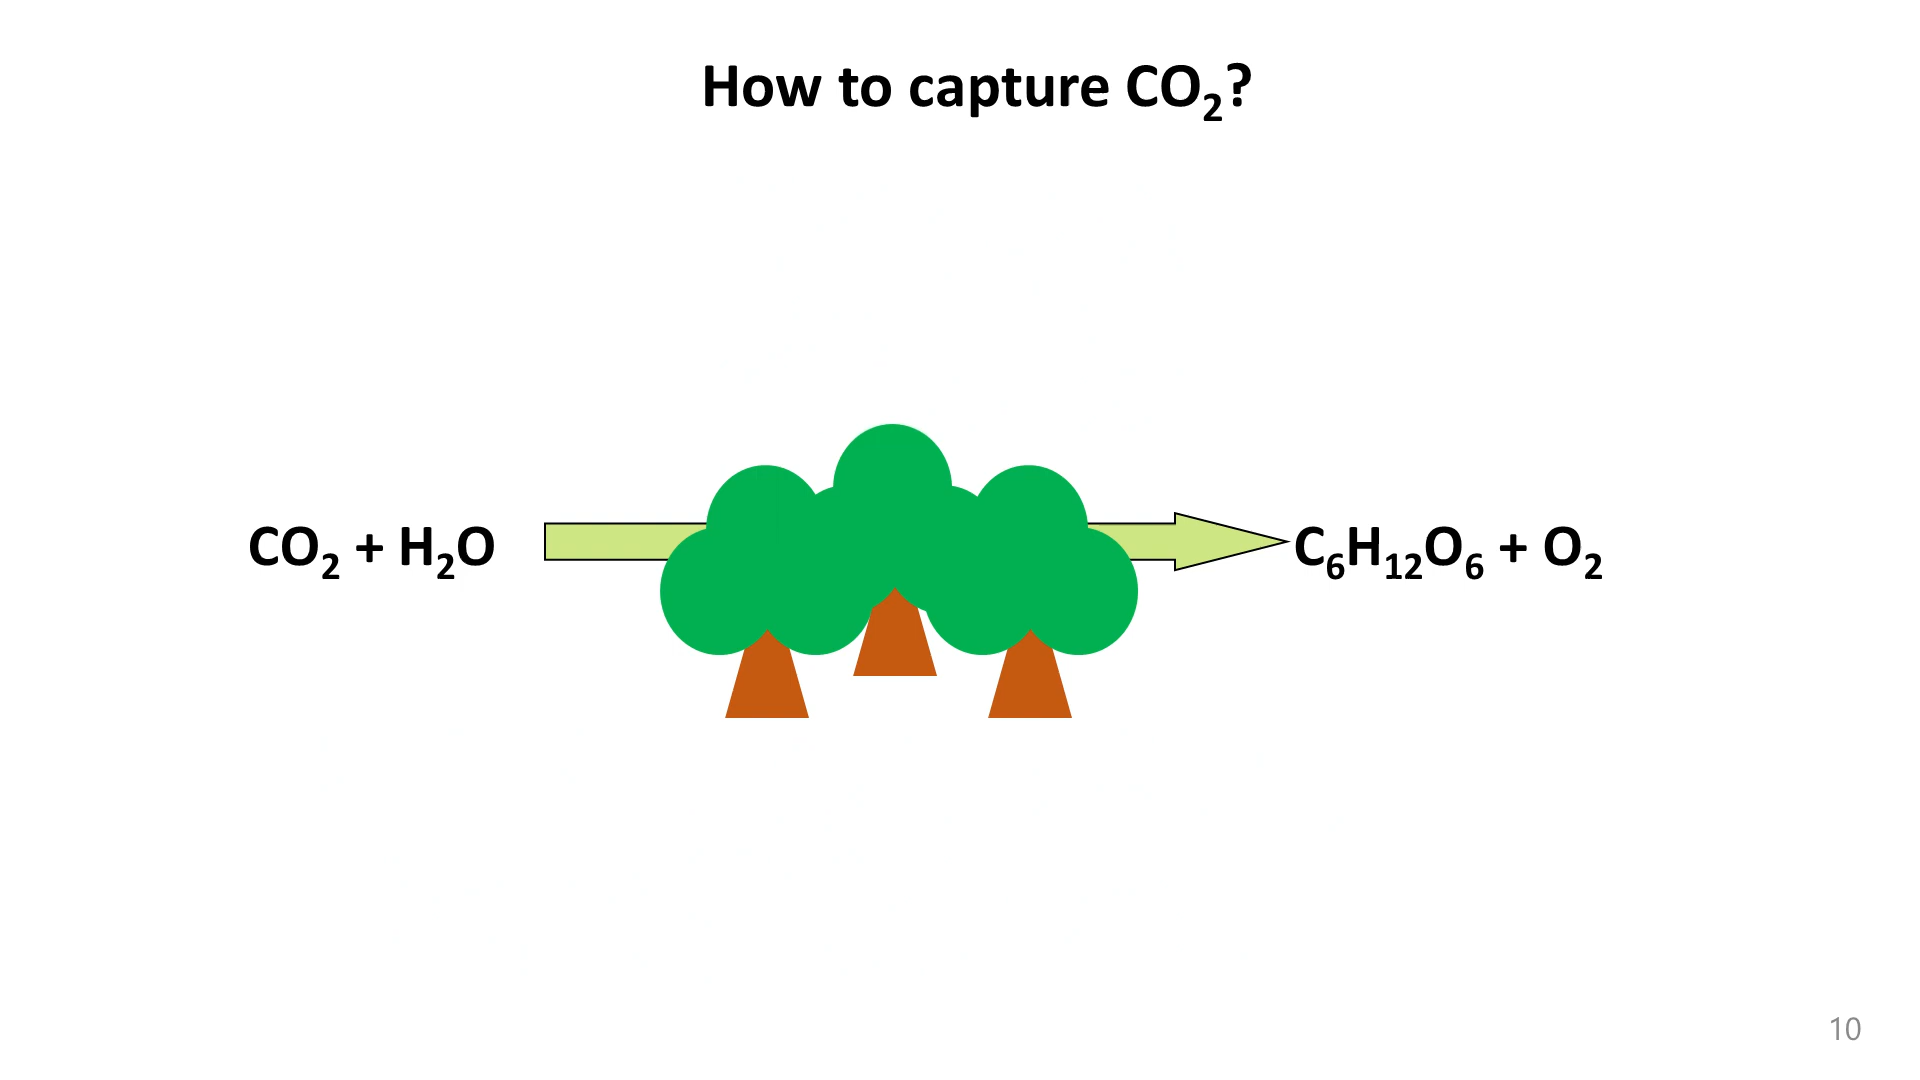 How to capture CO₂?
CO₂ + H₂O
C₆H₁₂O₆ + O₂
10